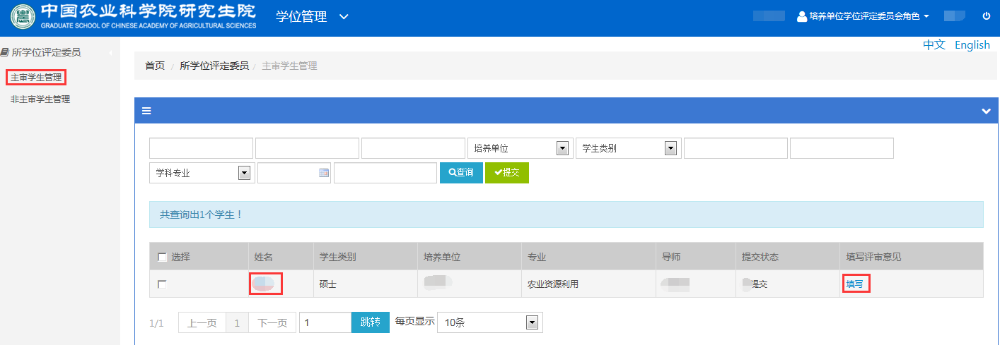 中国农业科学院研究生院
GRADUATE SCHOOL OF CHINESE ACADEMY OF AGRICULTURAL SCIENCES
学位管理
培养单位学位评定委员会角色
中文 English
所学位评定委员
主审学生管理
非主审学生管理
首页 / 所学位评定委员 / 主审学生管理
培养单位 学生类别
学科专业 查询 提交
共查询出1个学生！
选择 姓名 学生类别 培养单位 专业 导师 提交状态 填写评审意见
硕士 农业资源利用 提交 填写
1/1 上一页 1 下一页 1 跳转 每页显示 10条